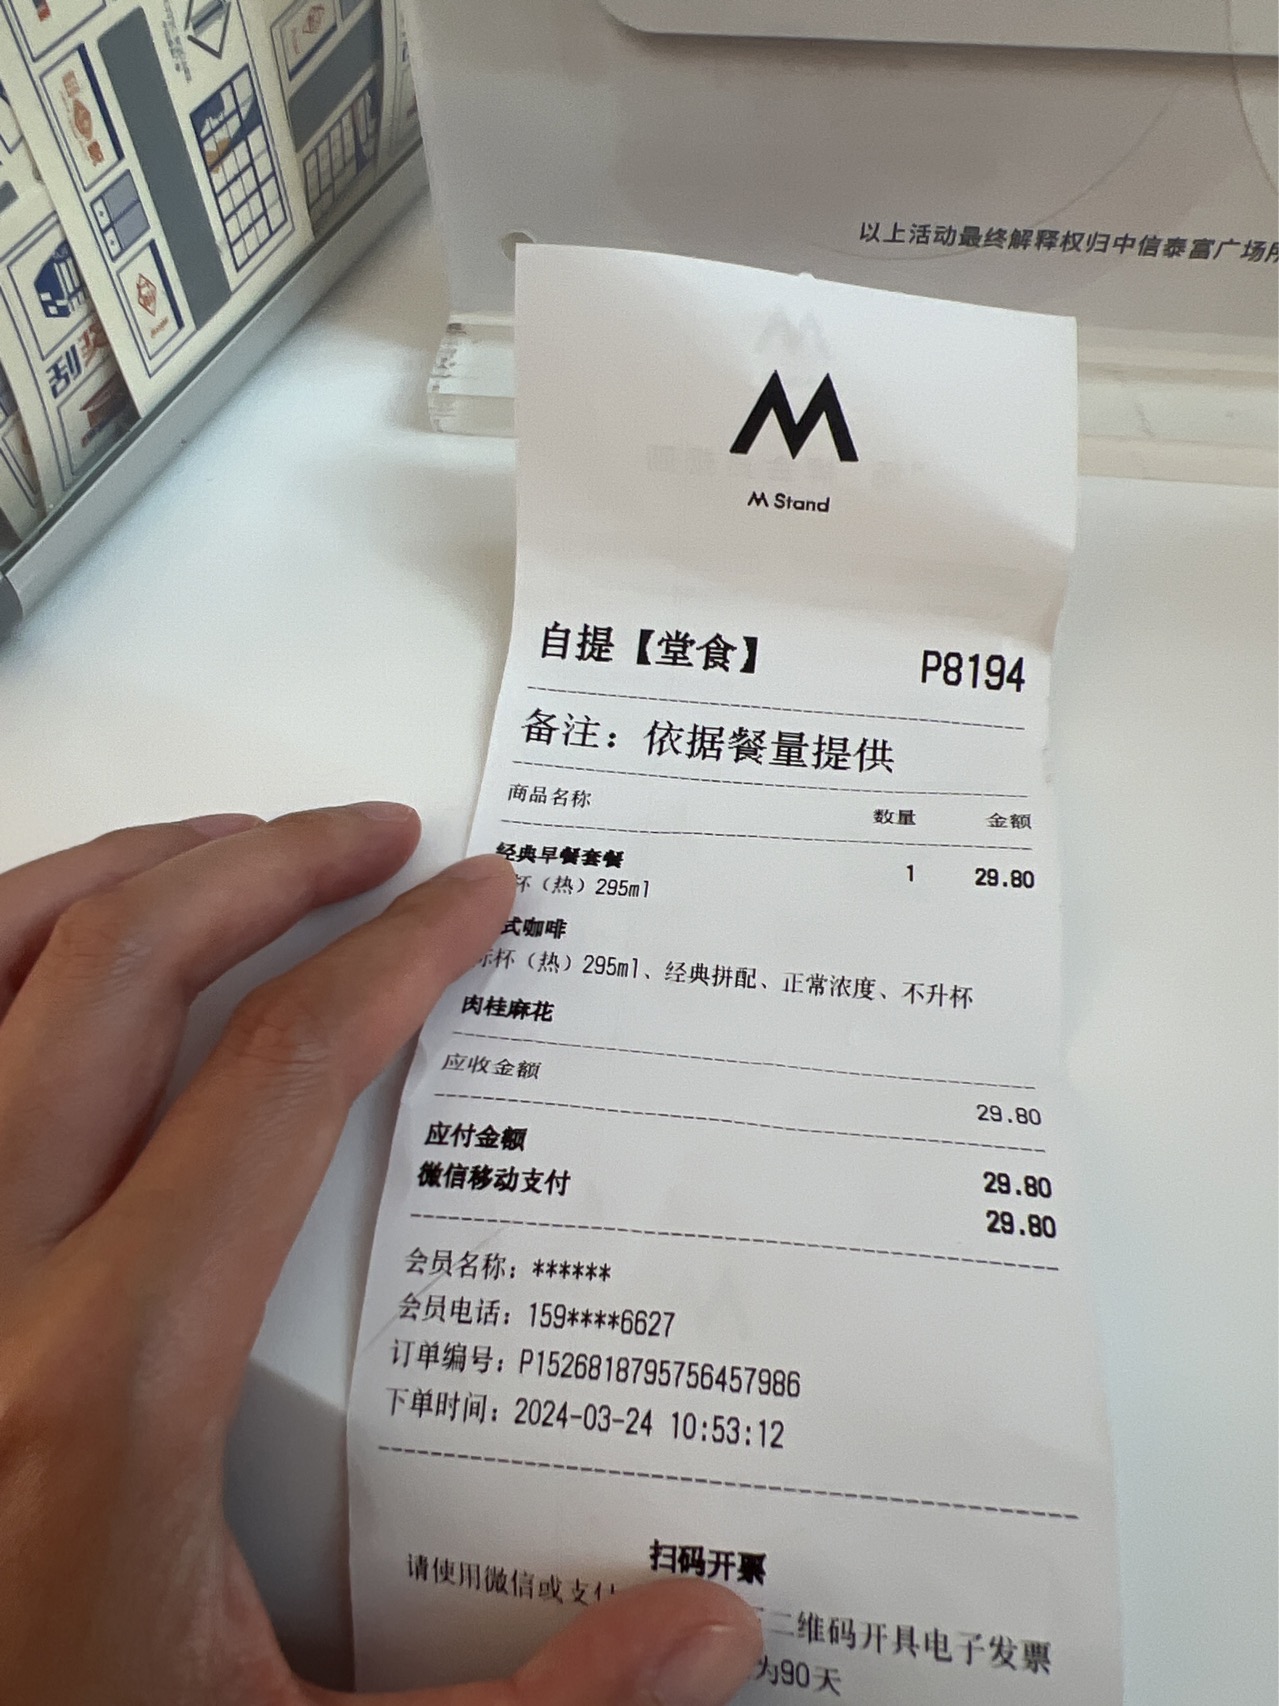 以上活动最终解释权归中信泰富广场所
M Stand
自提【堂食】 P8194
备注：依据餐量提供
商品名称 数量 金额
经典早餐套餐 1 29.80
杯（热）295ml
式咖啡
标杯（热）295ml、经典拼配、正常浓度、不升杯
肉桂麻花
应收金额 29.80
应付金额 29.80
微信移动支付 29.80
会员名称：******
会员电话：159****6627
订单编号：P1526818795756457986
下单时间：2024-03-24 10:53:12
扫码开票
请使用微信或支付 二维码开具电子发票
为90天